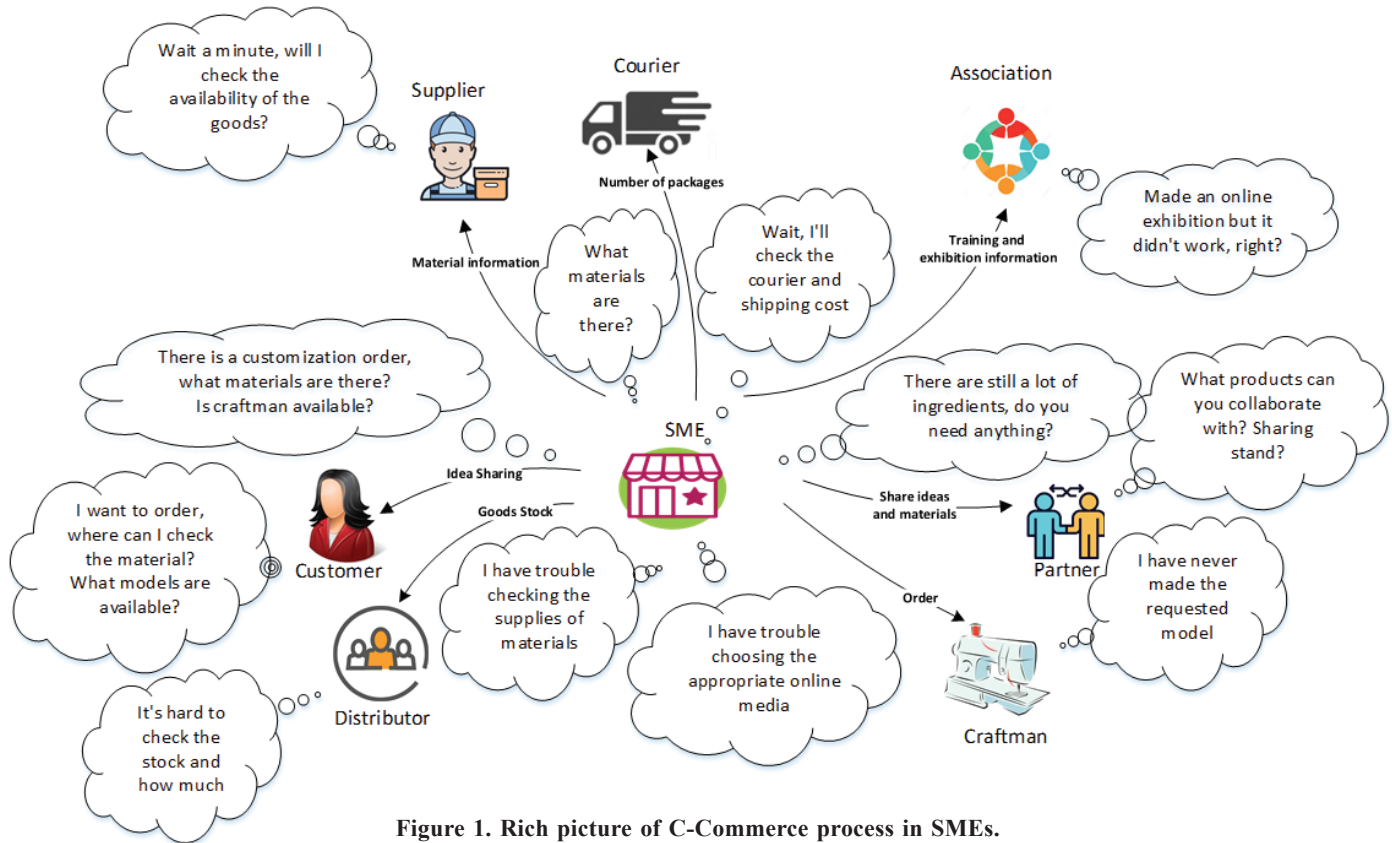 Wait a minute, will I
check the
availability of the
goods?
Supplier
Courier
Association
Number of packages
Made an online
exhibition but it
didn't work, right?
Material information
What
materials
are
there?
Wait, I'll
check the
courier and
shipping cost
Training and
exhibition information
There is a customization order,
what materials are there?
Is craftman available?
SME
There are still a lot of
ingredients, do you
need anything?
What products can
you collaborate
with? Sharing
stand?
Idea Sharing
Goods Stock
Share ideas
and materials
I want to order,
where can I check
the material?
What models are
available?
Customer
I have trouble
checking the
supplies of
materials
Partner
I have never
made the
requested
model
Order
I have trouble
choosing the
appropriate online
media
It's hard to
check the
stock and
how much
Distributor
Craftman
Figure 1. Rich picture of C-Commerce process in SMEs.